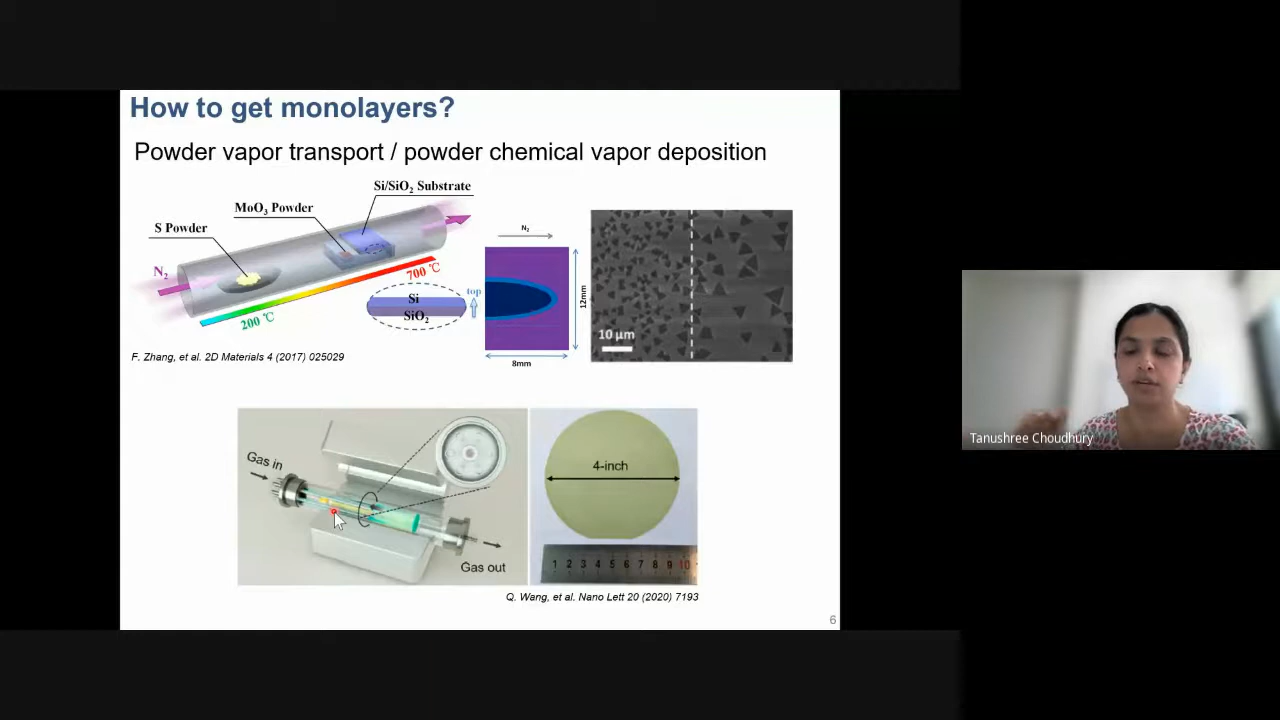 How to get monolayers?
Powder vapor transport / powder chemical vapor deposition
Si/SiO₂ Substrate
MoO₃ Powder
S Powder
N₂
700 ℃
200 ℃
top
Si
SiO₂
N₂
12mm
8mm
10 µm
F. Zhang, et al. 2D Materials 4 (2017) 025029
Gas in
Gas out
4-inch
1 2 3 4 5 6 7 8 9 10
Q. Wang, et al. Nano Lett 20 (2020) 7193
6
Tanushree Choudhury